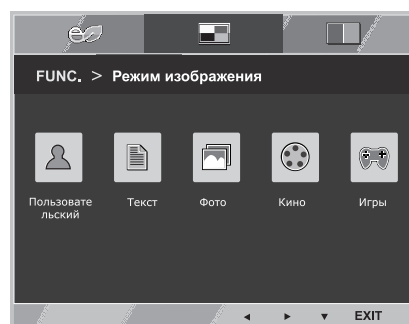 FUNC. > Режим изображения
Пользовате
льский
Текст
Фото
Кино
Игры
EXIT